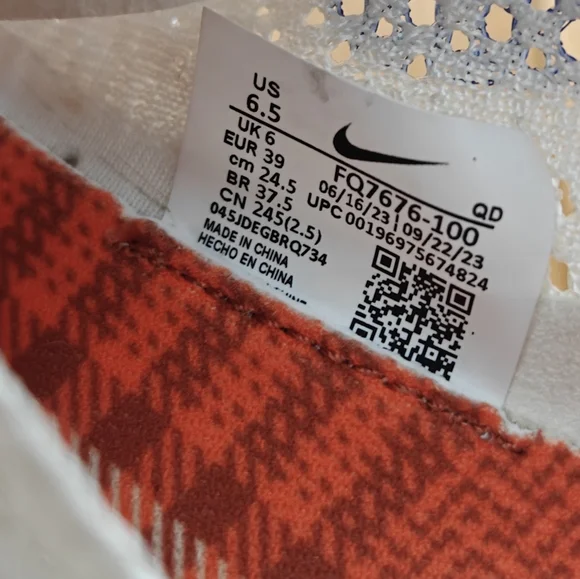 US
6.5
UK 6
EUR 39
cm 24.5
BR 37.5
CN 245(2.5)
045JDEGBRQ734
MADE IN CHINA
HECHO EN CHINA
FQ7676-100 QD
06/16/23 | 09/22/23
UPC 00196975674824